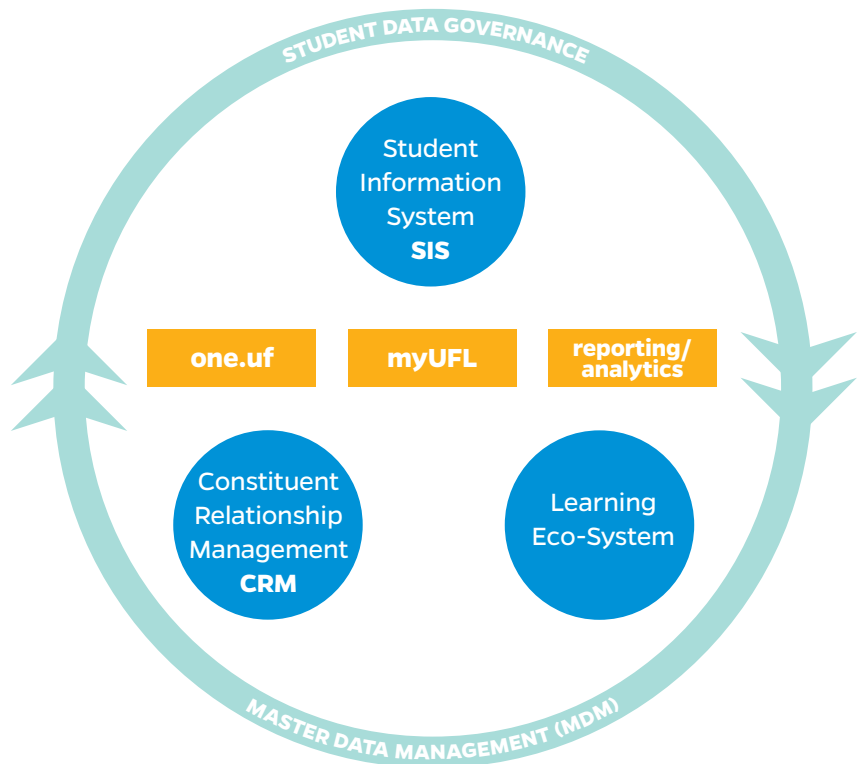 STUDENT DATA GOVERNANCE
Student
Information
System
SIS
one.uf
myUFL
reporting/
analytics
Constituent
Relationship
Management
CRM
Learning
Eco-System
MASTER DATA MANAGEMENT (MDM)